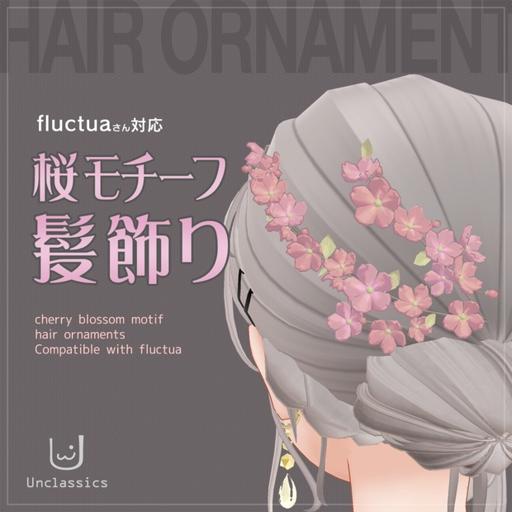 HAIR ORNAMENT
fluctuaさん対応
桜モチーフ
髪飾り
cherry blossom motif
hair ornaments
Compatible with fluctua
Unclassics